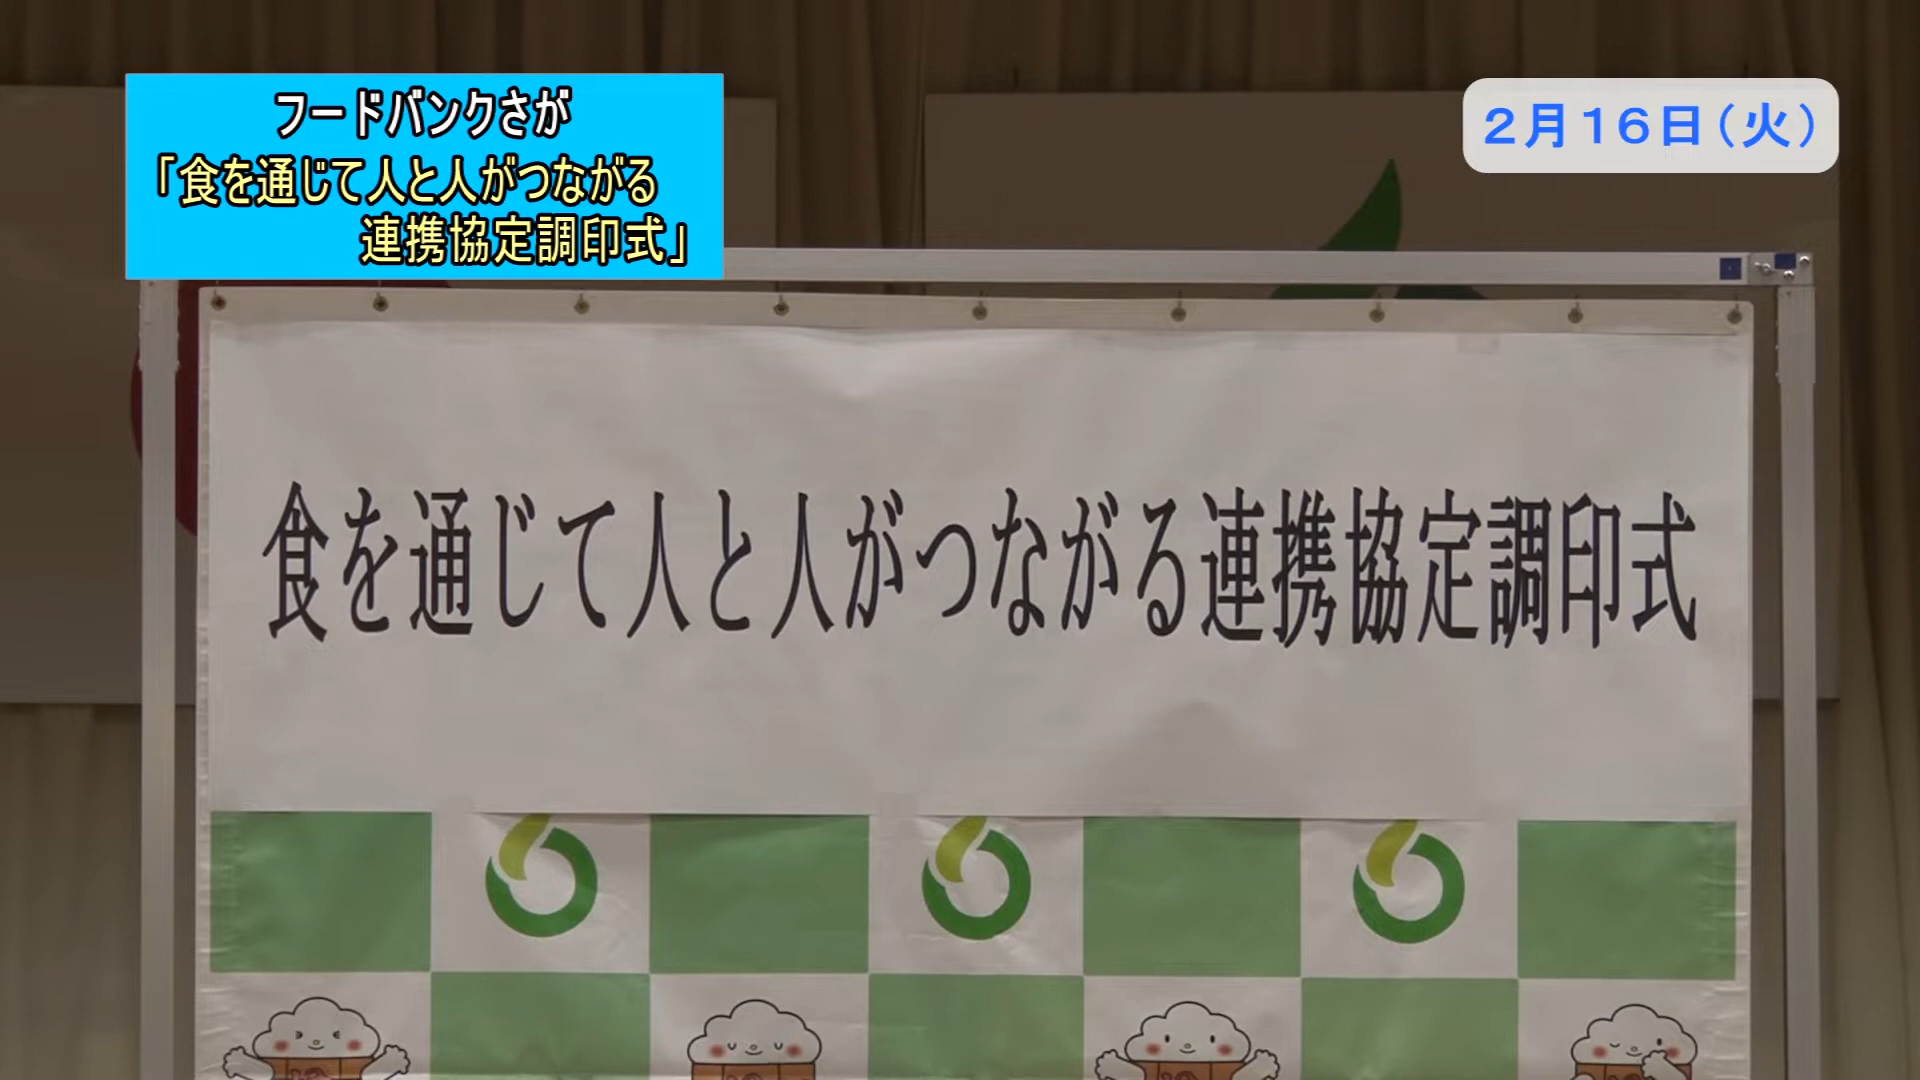 フードバンクさが
「食を通じて人と人がつながる
連携協定調印式」
２月１６日（火）
食を通じて人と人がつながる連携協定調印式